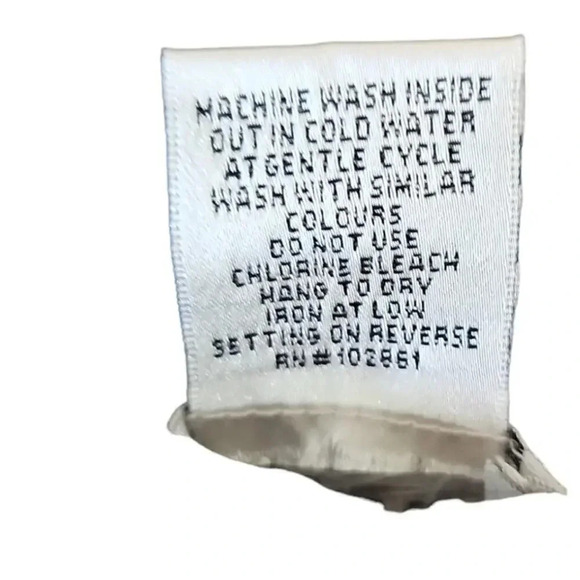 MACHINE WASH INSIDE
OUT IN COLD WATER
AT GENTLE CYCLE
WASH WITH SIMILAR
COLOURS
DO NOT USE
CHLORINE BLEACH
HANG TO DRY
IRON AT LOW
SETTING ON REVERSE
RN# 102861